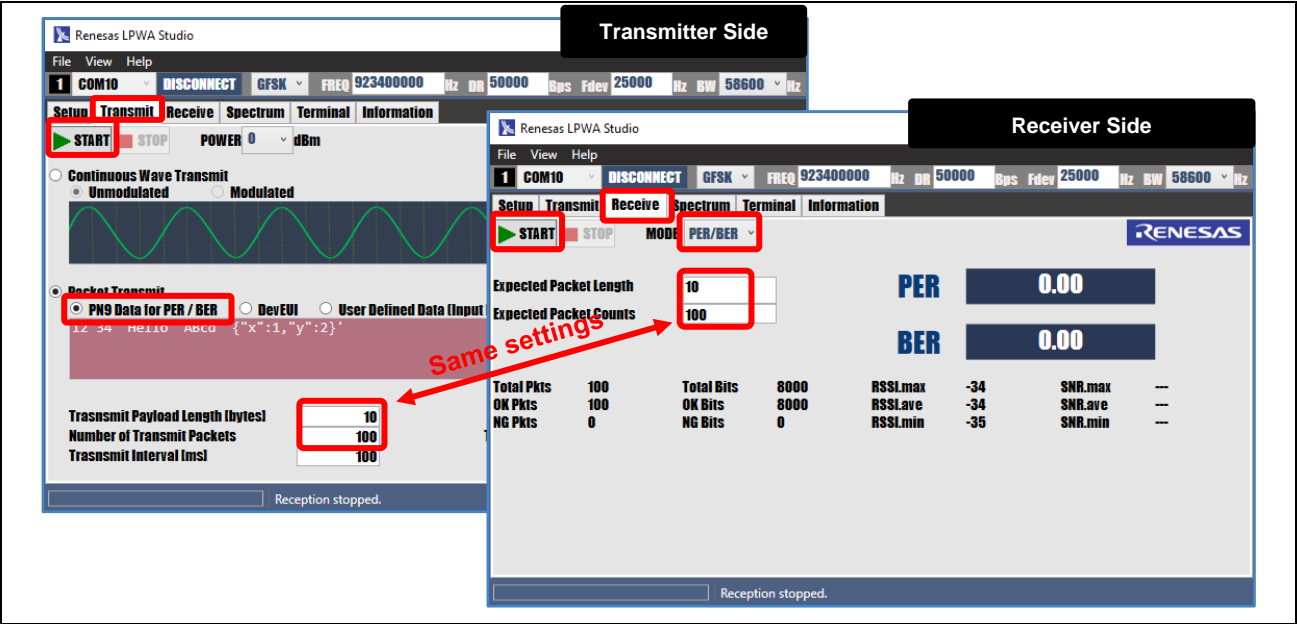 Transmitter Side
Renesas LPWA Studio
File View Help
1 COM10 DISCONNECT GFSK FREQ 923400000 Hz DR 50000 Bps Fdev 25000 Hz BW 58600 Hz
Setup Transmit Receive Spectrum Terminal Information
START STOP POWER 0 dBm
Continuous Wave Transmit
Unmodulated Modulated
Packet Transmit
PN9 Data for PER / BER DevEUI User Defined Data (Input
12 34 'Hello' ABcd '{"x":1,"y":2}'
Trasnsmit Payload Length [bytes] 10
Number of Transmit Packets 100
Trasnsmit Interval [ms] 100
Reception stopped.
Same settings
Receiver Side
Renesas LPWA Studio
File View Help
1 COM10 DISCONNECT GFSK FREQ 923400000 Hz DR 50000 Bps Fdev 25000 Hz BW 58600 Hz
Setup Transmit Receive Spectrum Terminal Information
START STOP MODE PER/BER RENESAS
Expected Packet Length 10
Expected Packet Counts 100
PER 0.00
BER 0.00
Total Pkts 100 Total Bits 8000 RSSI.max -34 SNR.max ---
OK Pkts 100 OK Bits 8000 RSSI.ave -34 SNR.ave ---
NG Pkts 0 NG Bits 0 RSSI.min -35 SNR.min ---
Reception stopped.